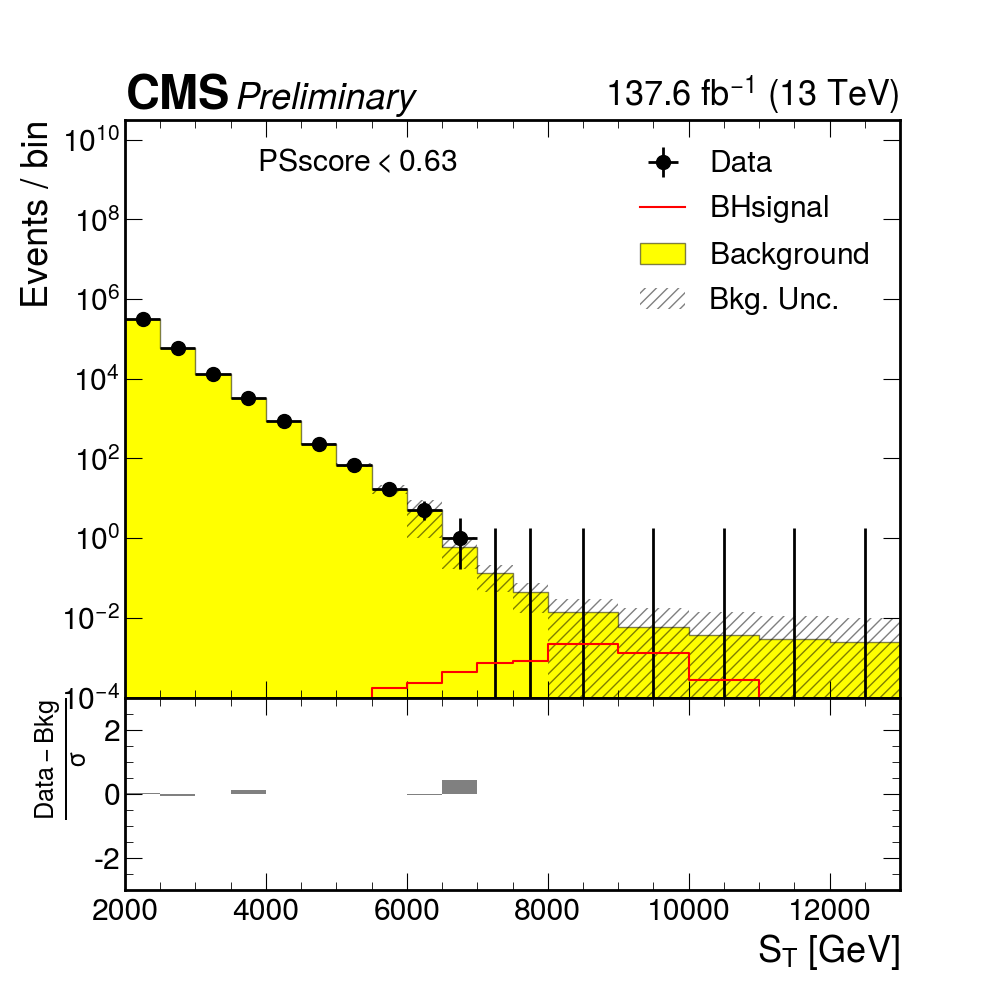 CMS Preliminary 137.6 fb⁻¹ (13 TeV)
Events / bin
10¹⁰
10⁸
10⁶
10⁴
10²
10⁰
10⁻²
10⁻⁴
PSscore < 0.63
Data
BHsignal
Background
Bkg. Unc.
Data − Bkg
σ
2
0
-2
2000 4000 6000 8000 10000 12000
S_T [GeV]